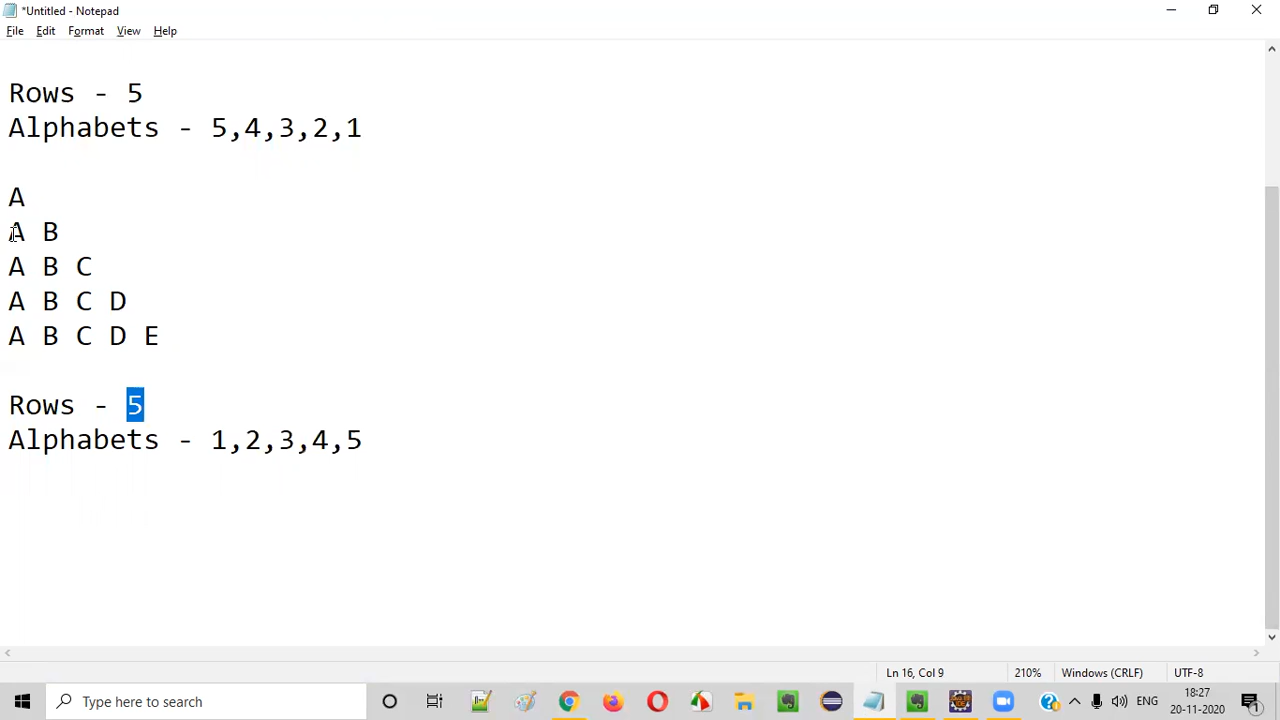 *Untitled - Notepad
File Edit Format View Help
Rows - 5
Alphabets - 5,4,3,2,1
A
A B
A B C
A B C D
A B C D E
Rows - 5
Alphabets - 1,2,3,4,5
Ln 16, Col 9 210% Windows (CRLF) UTF-8
Type here to search
ENG
18:27
20-11-2020